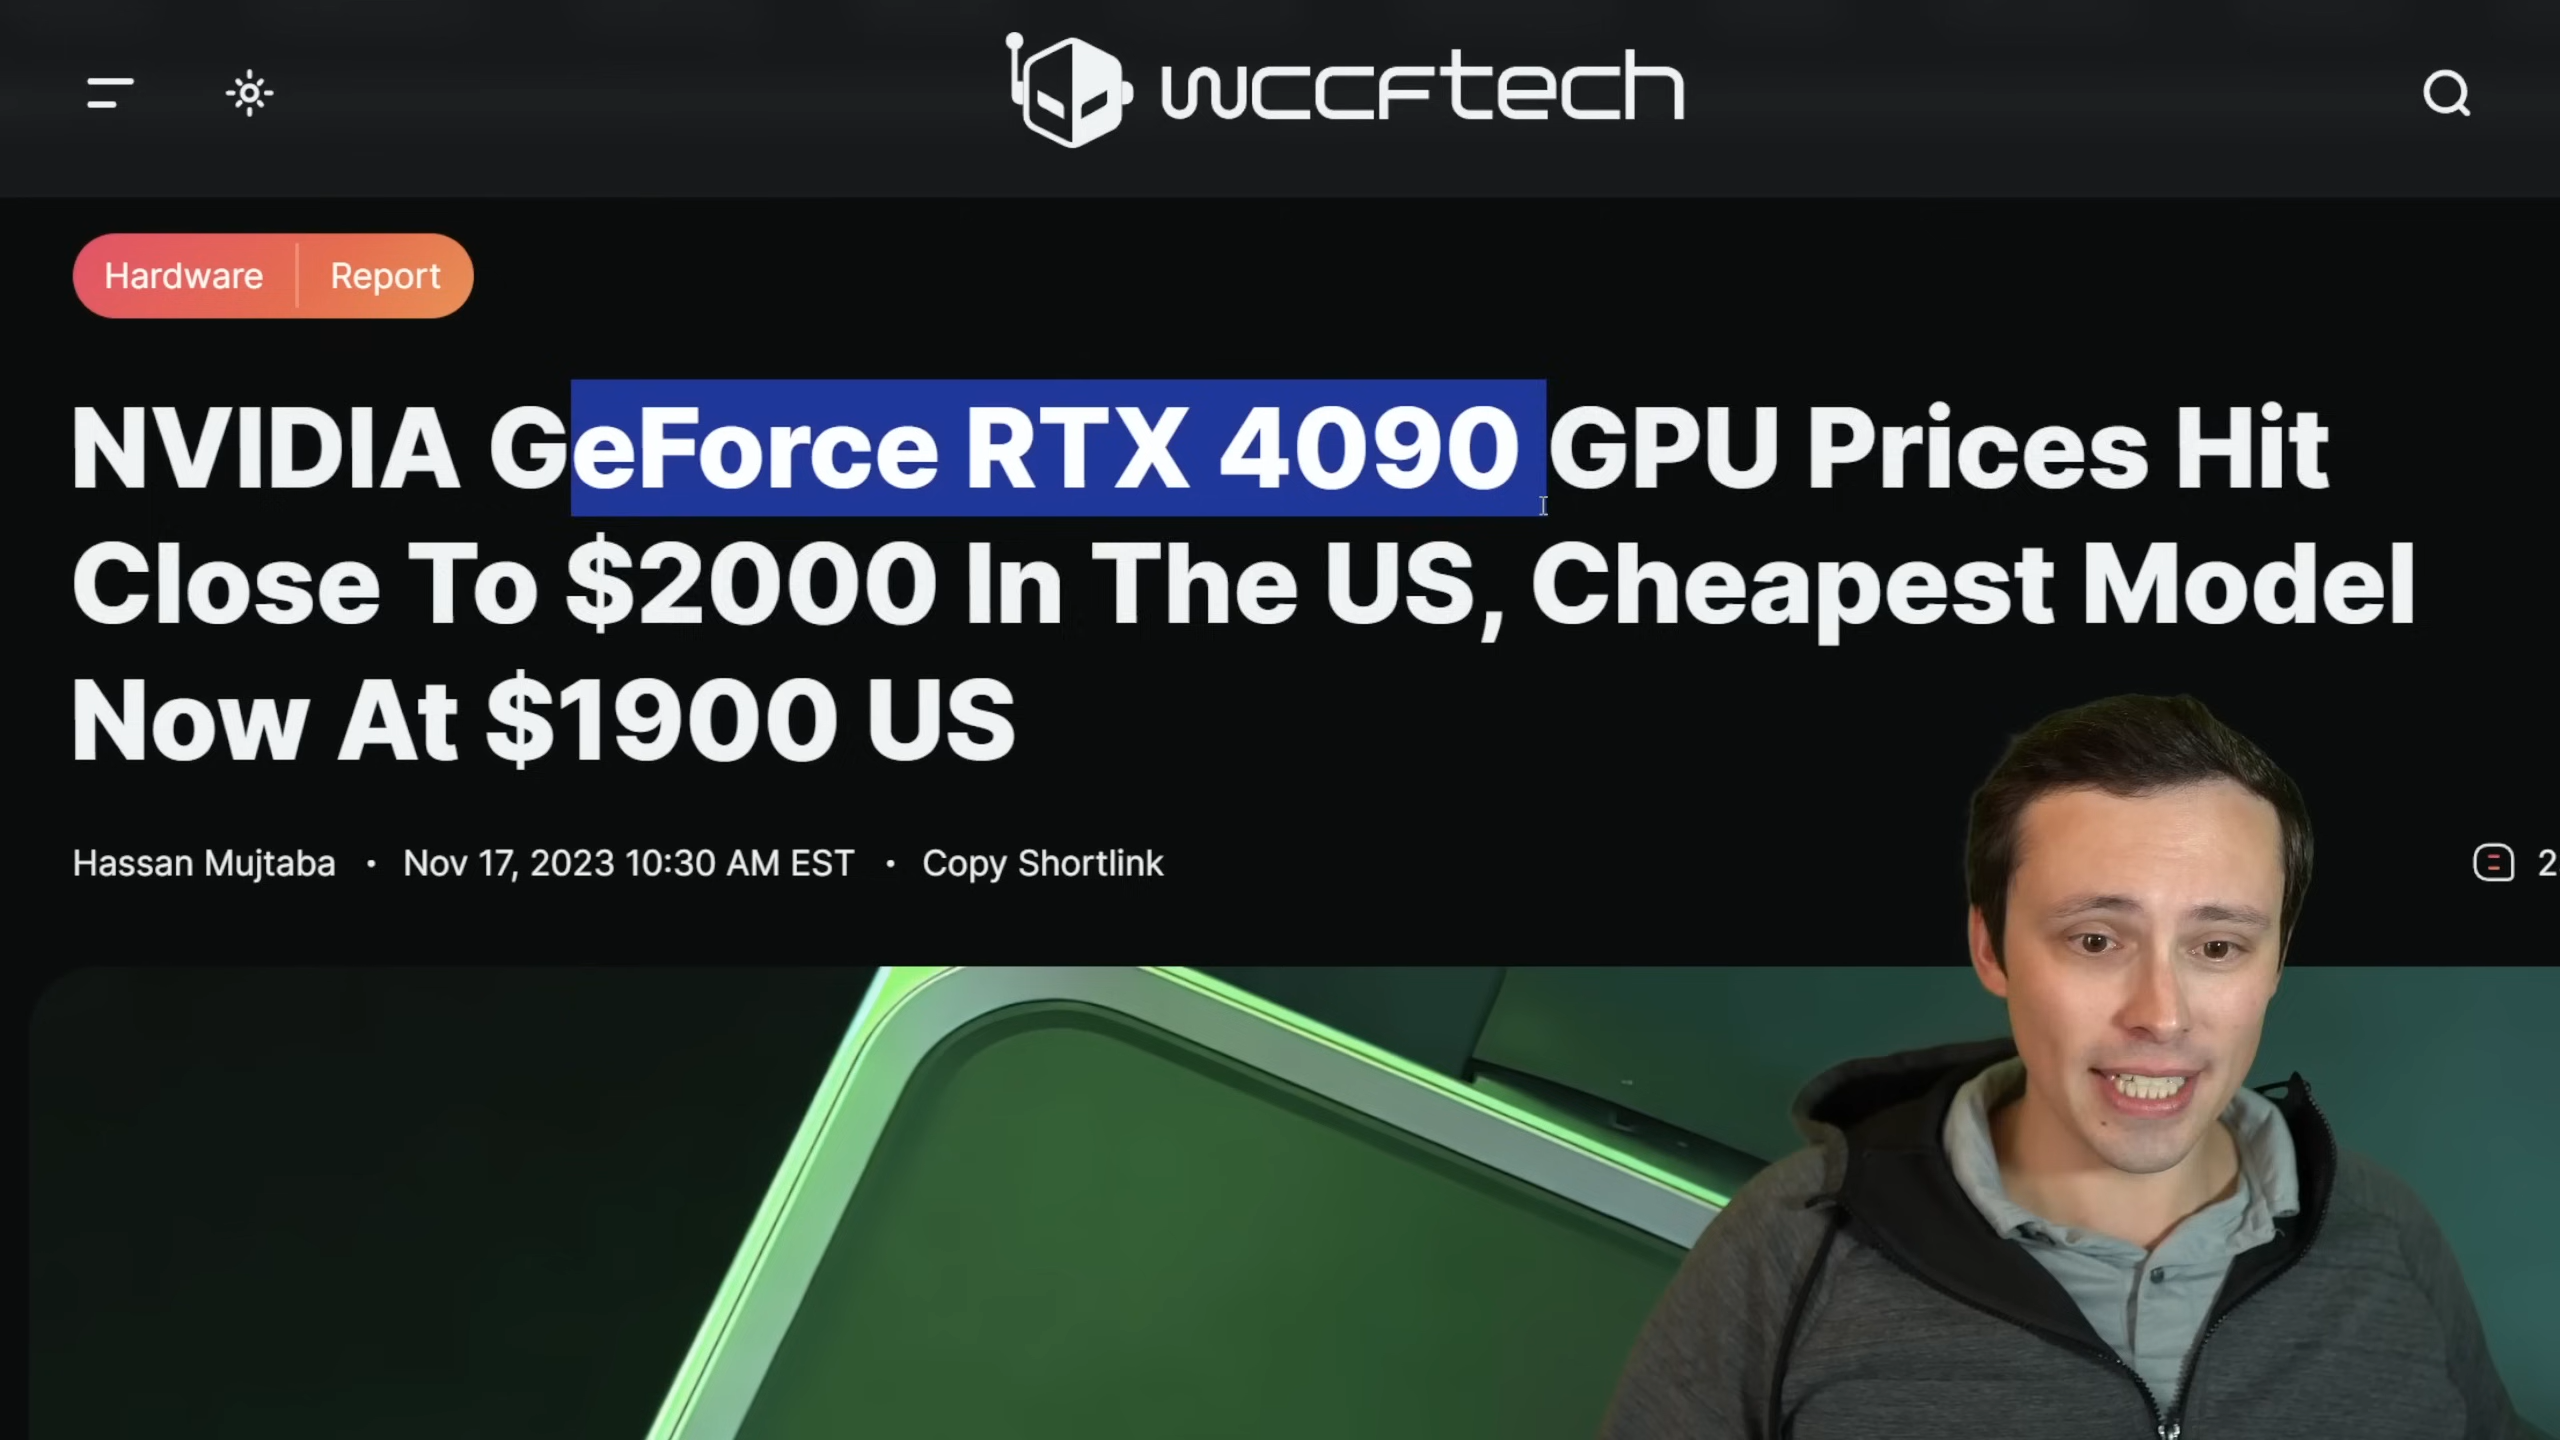 wccftech
Hardware Report
NVIDIA GeForce RTX 4090 GPU Prices Hit
Close To $2000 In The US, Cheapest Model
Now At $1900 US
Hassan Mujtaba • Nov 17, 2023 10:30 AM EST • Copy Shortlink
2